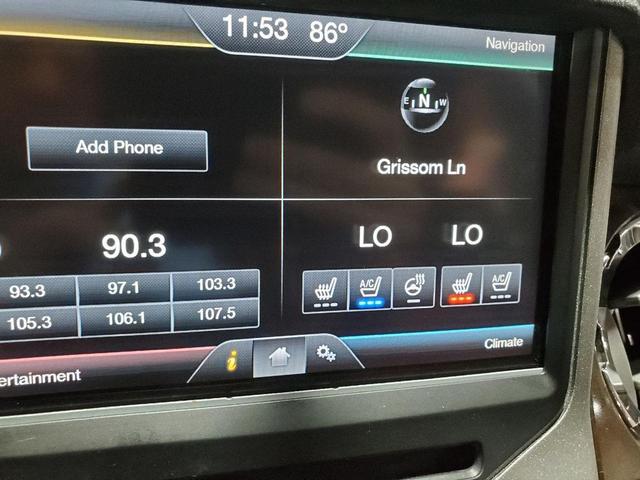 11:53 86°
Navigation
E N W
Add Phone
Grissom Ln
90.3
LO LO
93.3 97.1 103.3
105.3 106.1 107.5
A/C A/C
i
Climate
ertainment